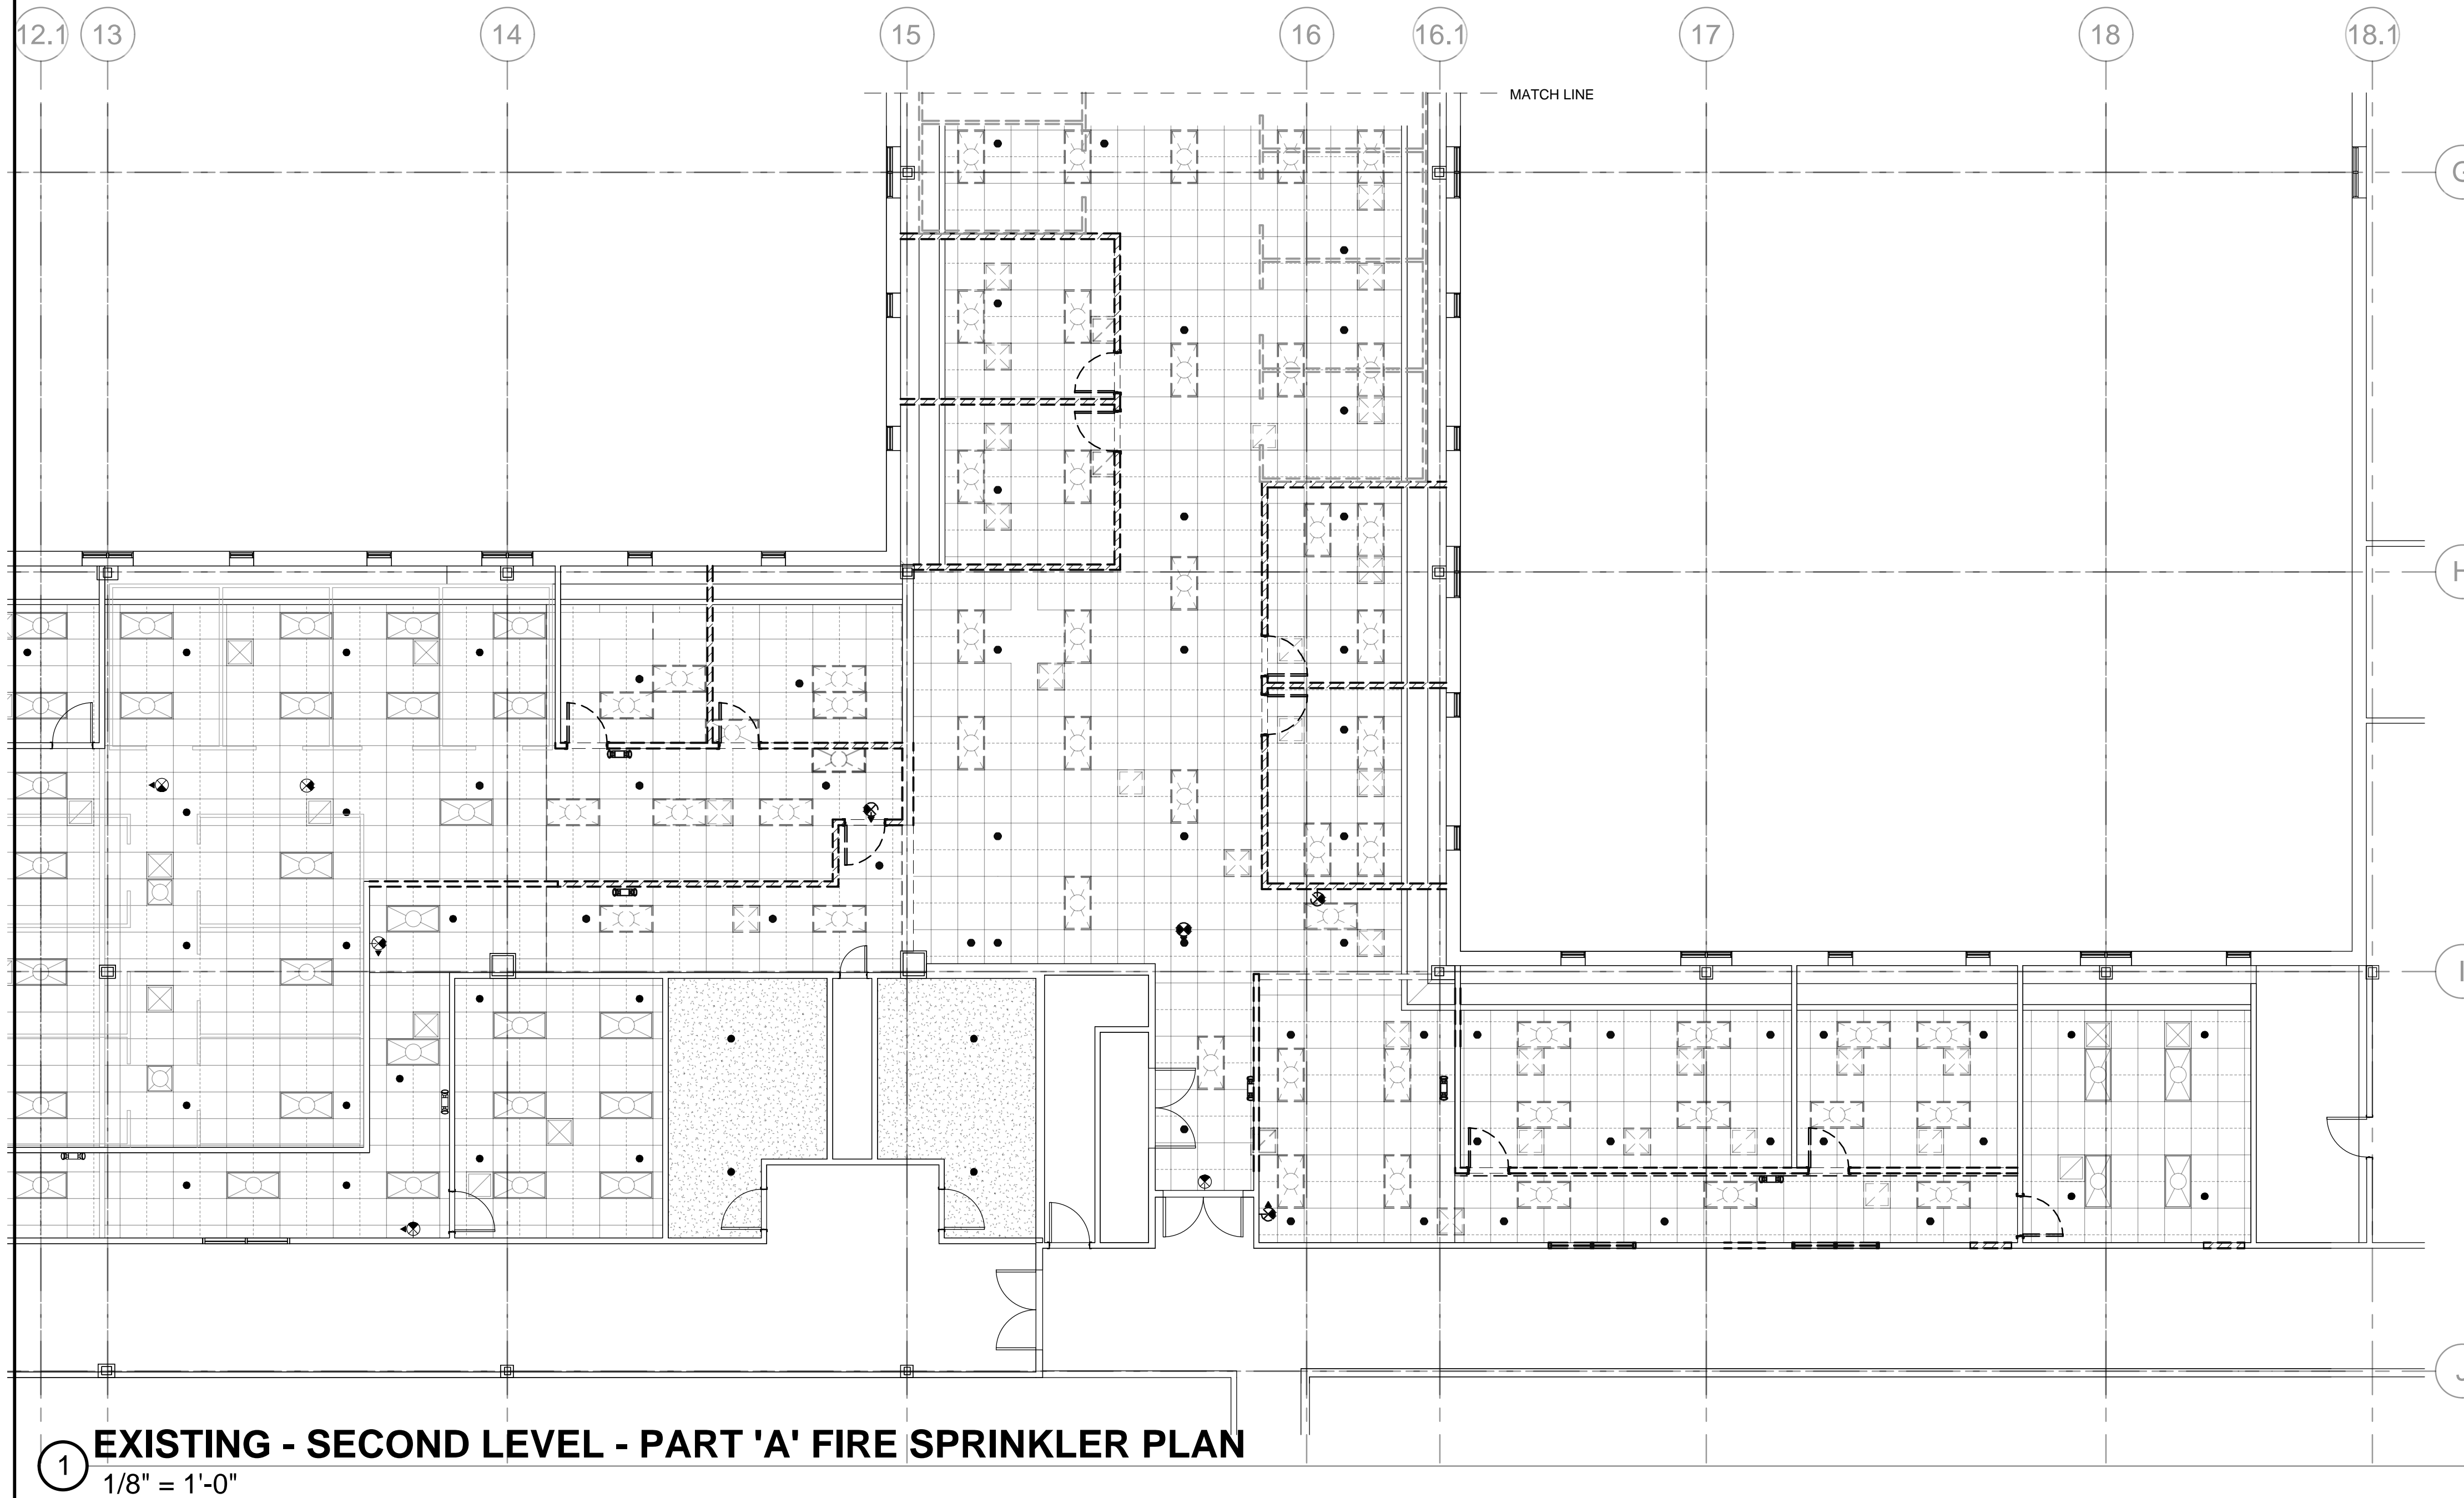 12.1 13 14 15 16 16.1 17 18 18.1
MATCH LINE
G
H
I
J
1 EXISTING - SECOND LEVEL - PART 'A' FIRE SPRINKLER PLAN
1/8" = 1'-0"